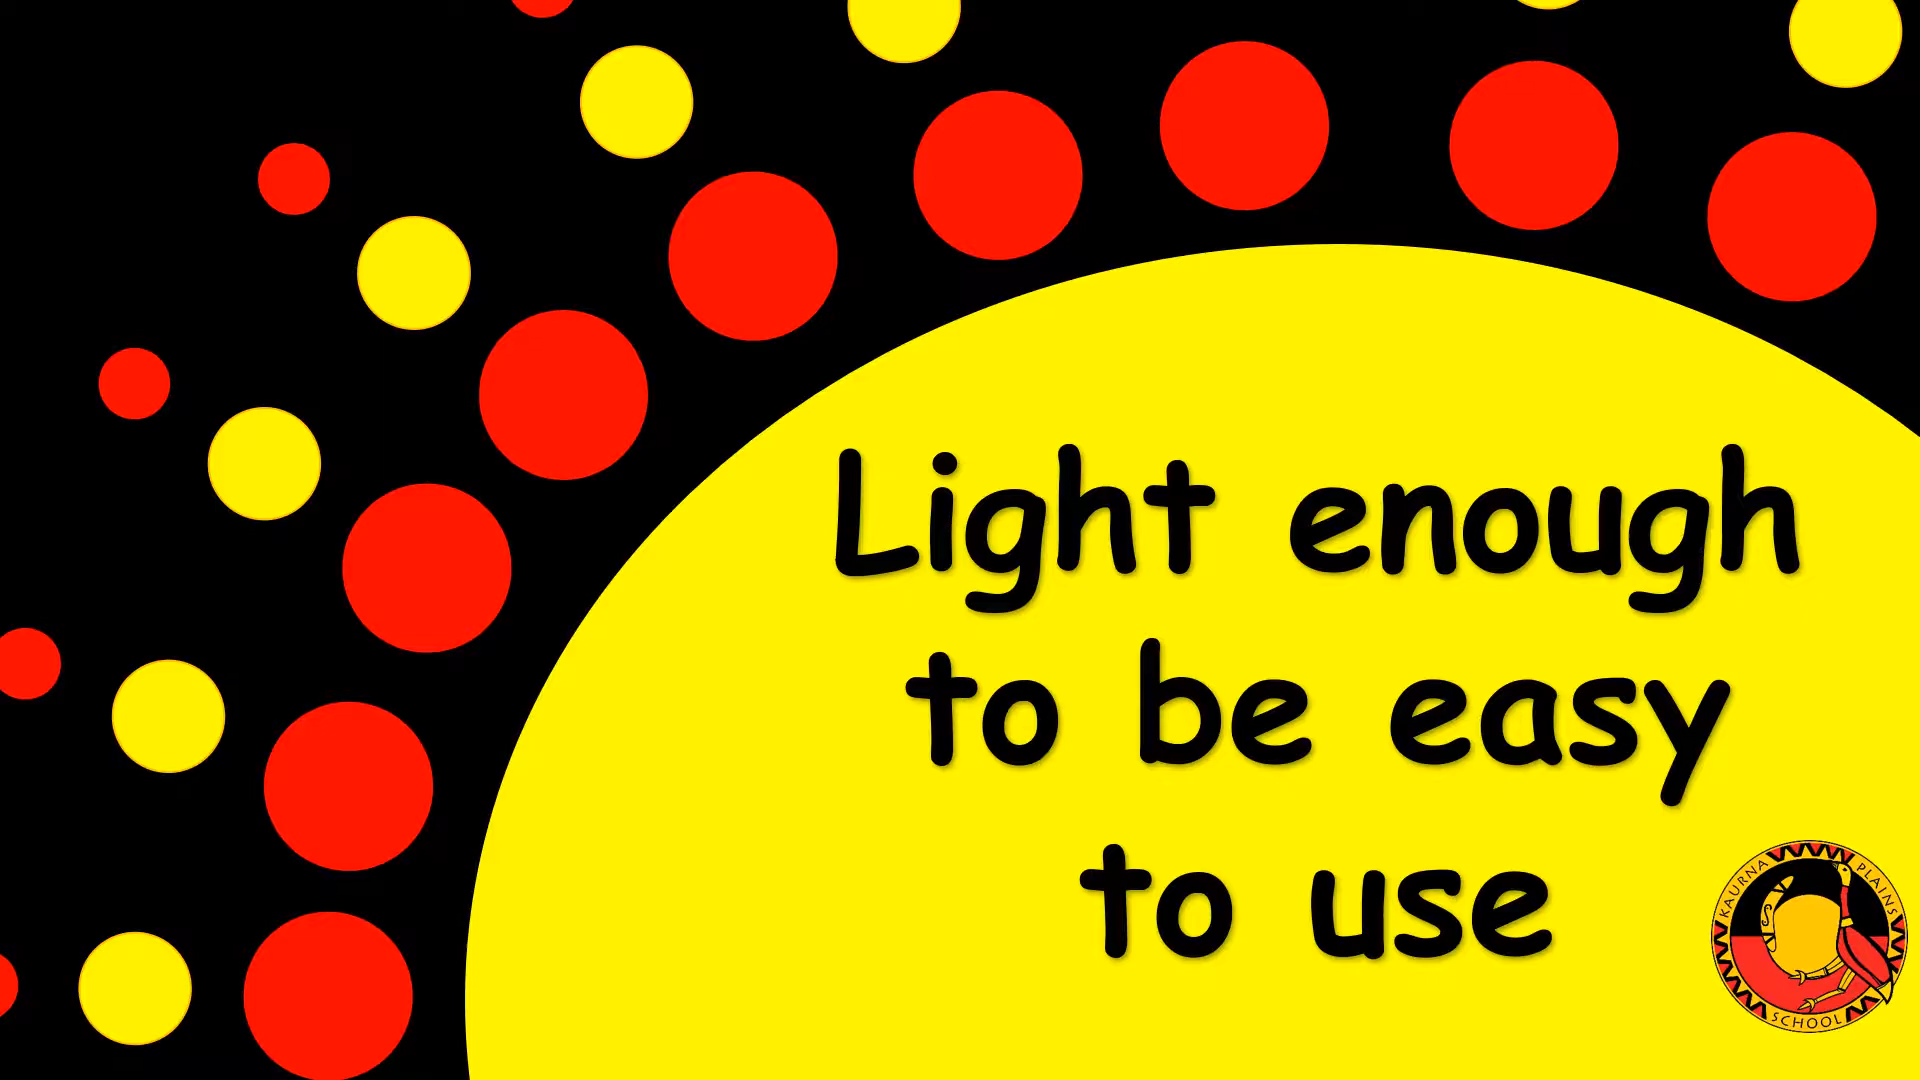 Light enough
to be easy
to use
KAURNA PLAINS
SCHOOL